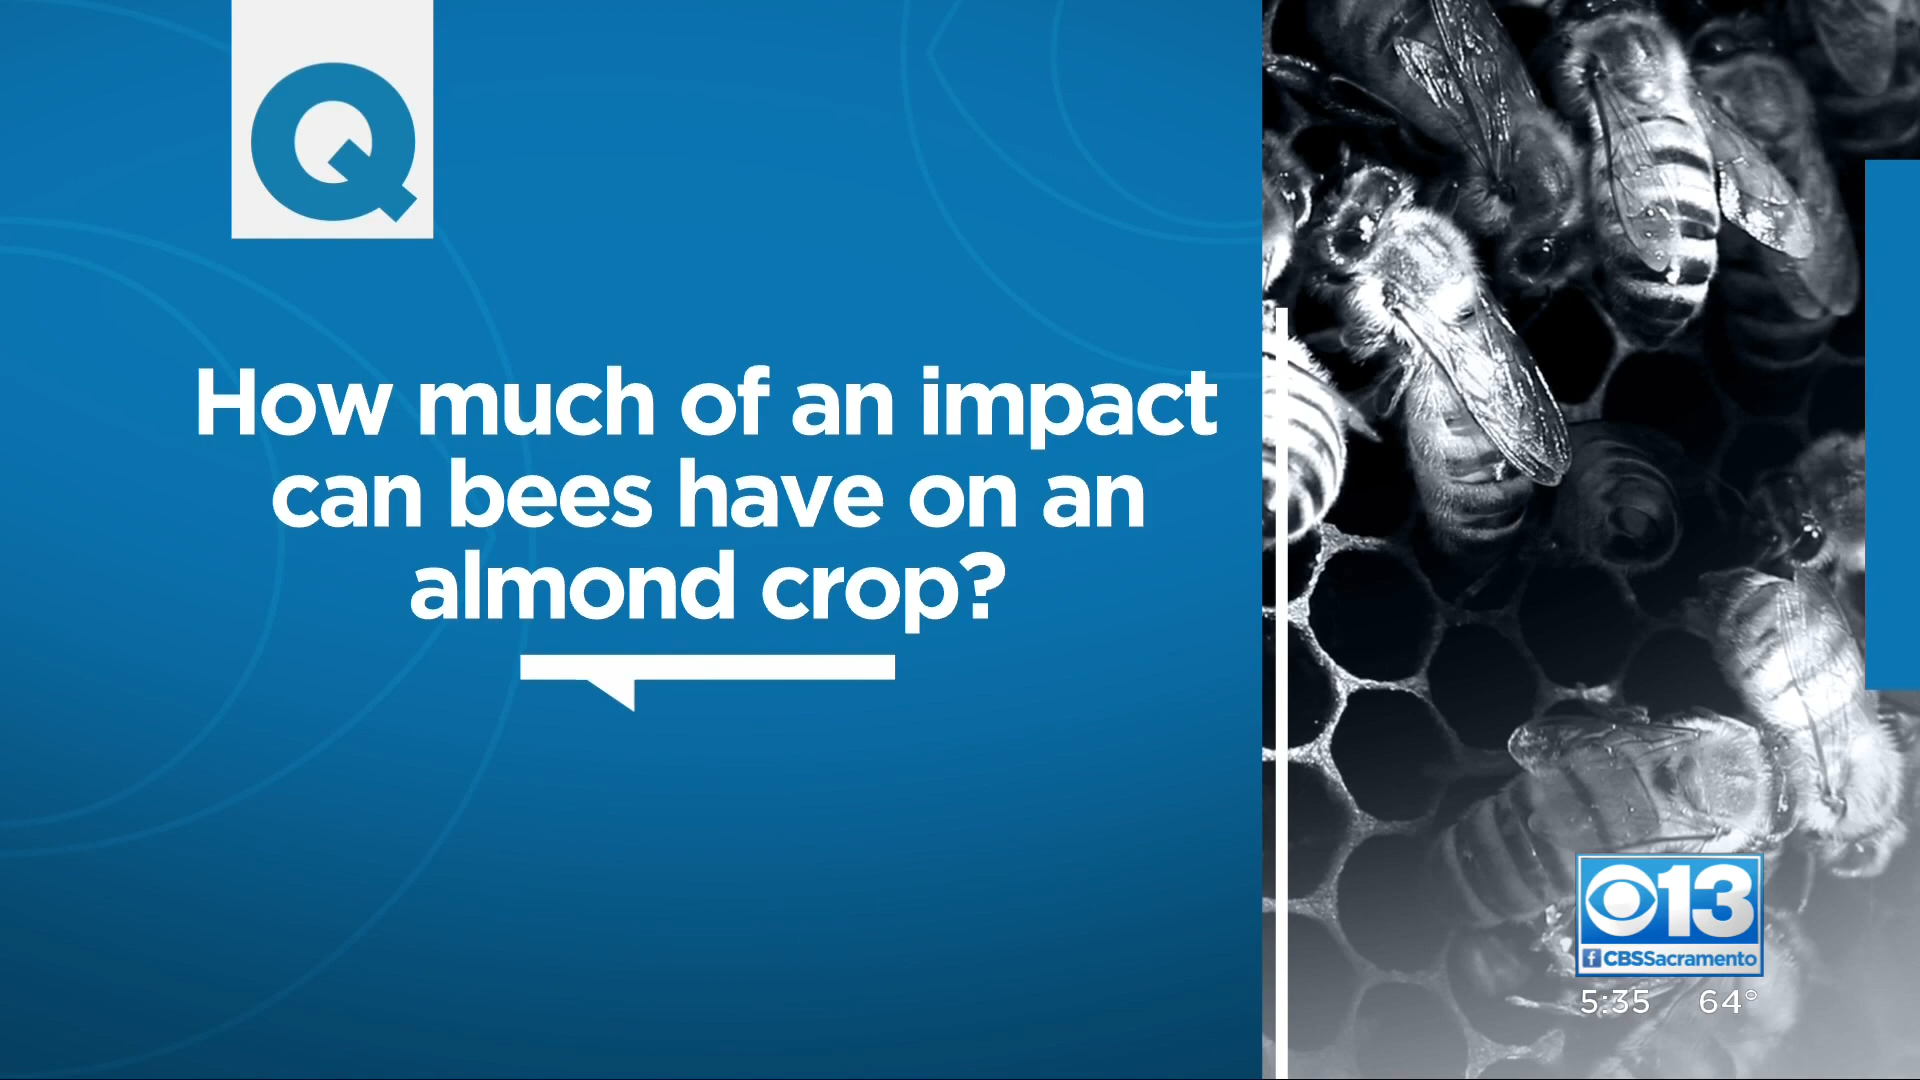 Q
How much of an impact
can bees have on an
almond crop?
13
f CBSSacramento
5:35 64°